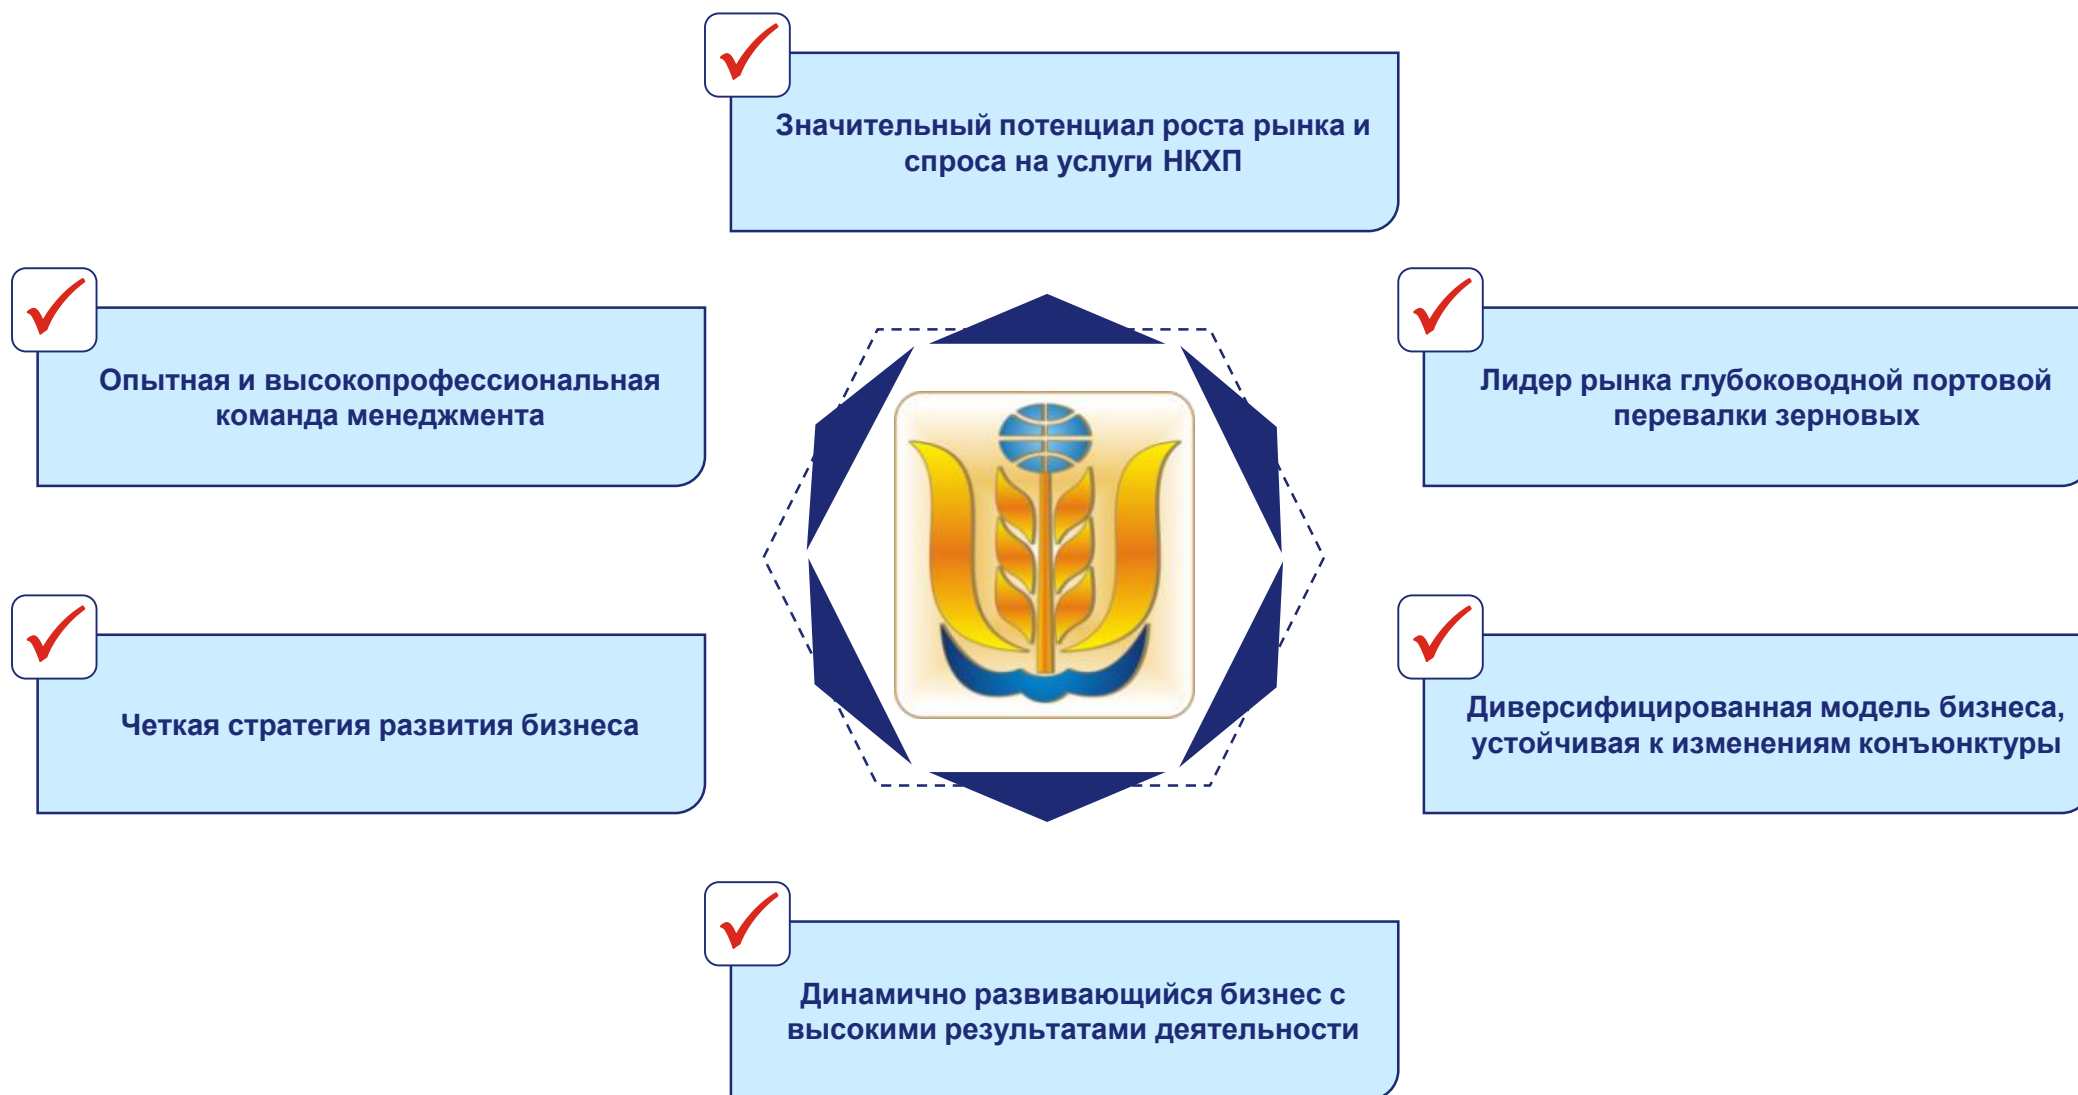 Значительный потенциал роста рынка и
спроса на услуги НКХП
Опытная и высокопрофессиональная
команда менеджмента
Лидер рынка глубоководной портовой
перевалки зерновых
Четкая стратегия развития бизнеса
Диверсифицированная модель бизнеса,
устойчивая к изменениям конъюнктуры
Динамично развивающийся бизнес с
высокими результатами деятельности